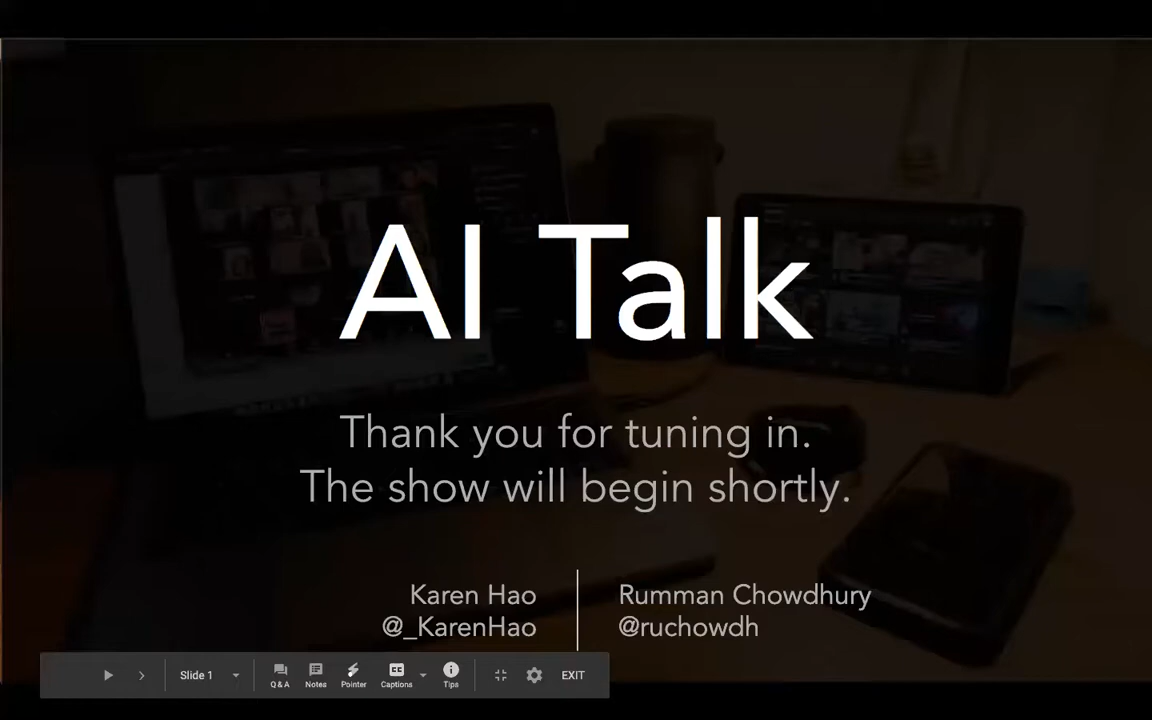 AI Talk
Thank you for tuning in.
The show will begin shortly.
Karen Hao
@_KarenHao
Rumman Chowdhury
@ruchowdh
Slide 1
Q & A
Notes
Pointer
CC
Captions
Tips
EXIT